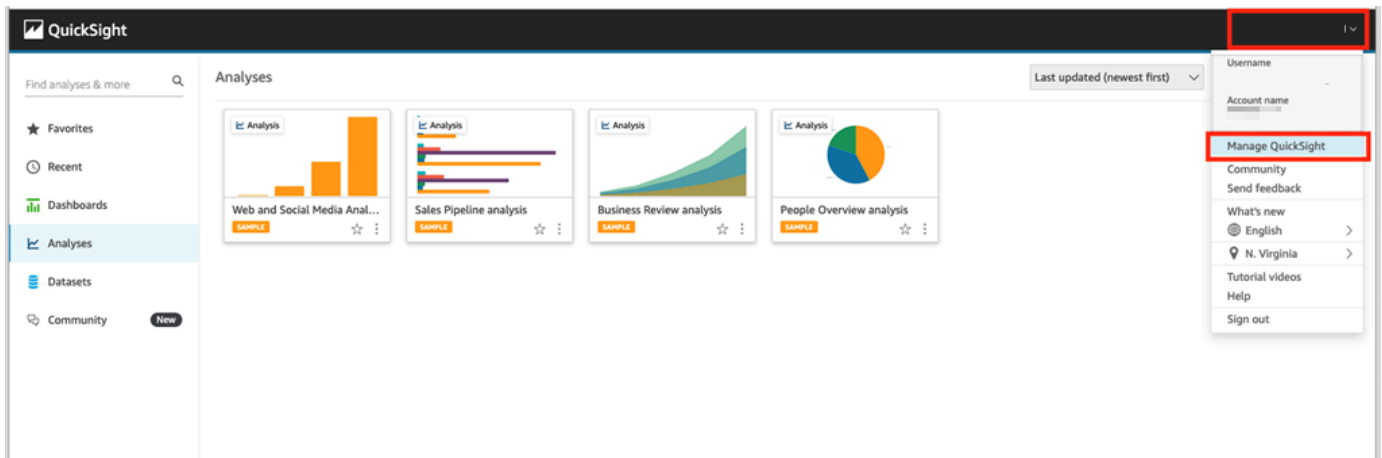 QuickSight
Find analyses & more
Favorites
Recent
Dashboards
Analyses
Datasets
Community New
Analyses
Last updated (newest first)
Analysis
Web and Social Media Anal...
SAMPLE
Analysis
Sales Pipeline analysis
SAMPLE
Analysis
Business Review analysis
SAMPLE
Analysis
People Overview analysis
SAMPLE
Username
Account name
Manage QuickSight
Community
Send feedback
What's new
English
N. Virginia
Tutorial videos
Help
Sign out